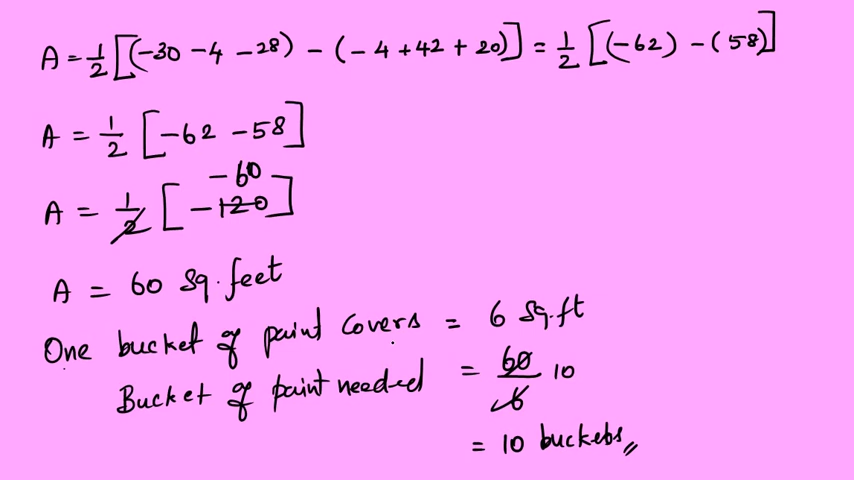 A = 1/2 [(-30 -4 -28) - (-4 +42 +20)] = 1/2 [(-62) - (58)]
A = 1/2 [-62 -58]
-60
A = 1/2 [-120]
A = 60 Sq.feet
One bucket of paint covers = 6 Sq.ft
Bucket of paint needed = 60/6 10
= 10 buckets